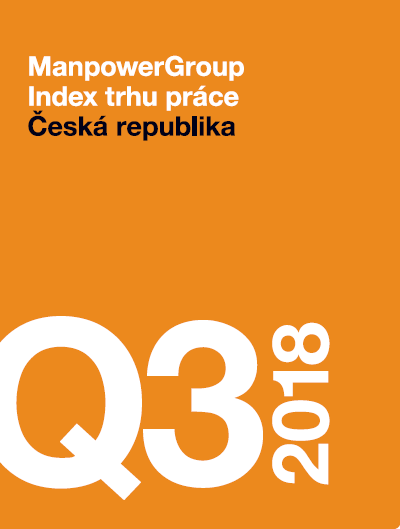 ManpowerGroup
Index trhu práce
Česká republika
Q3
2018